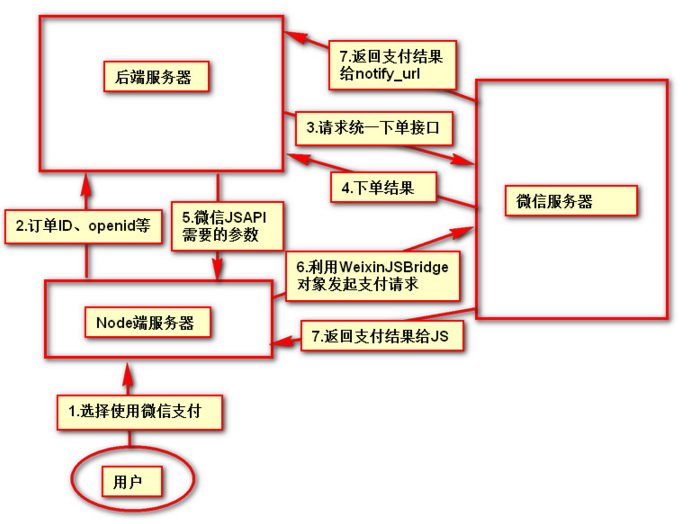 7.返回支付结果
给notify_url
后端服务器
3.请求统一下单接口
4.下单结果
微信服务器
2.订单ID、openid等
5.微信JSAPI
需要的参数
6.利用WeixinJSBridge
对象发起支付请求
Node端服务器
7.返回支付结果给JS
1.选择使用微信支付
用户